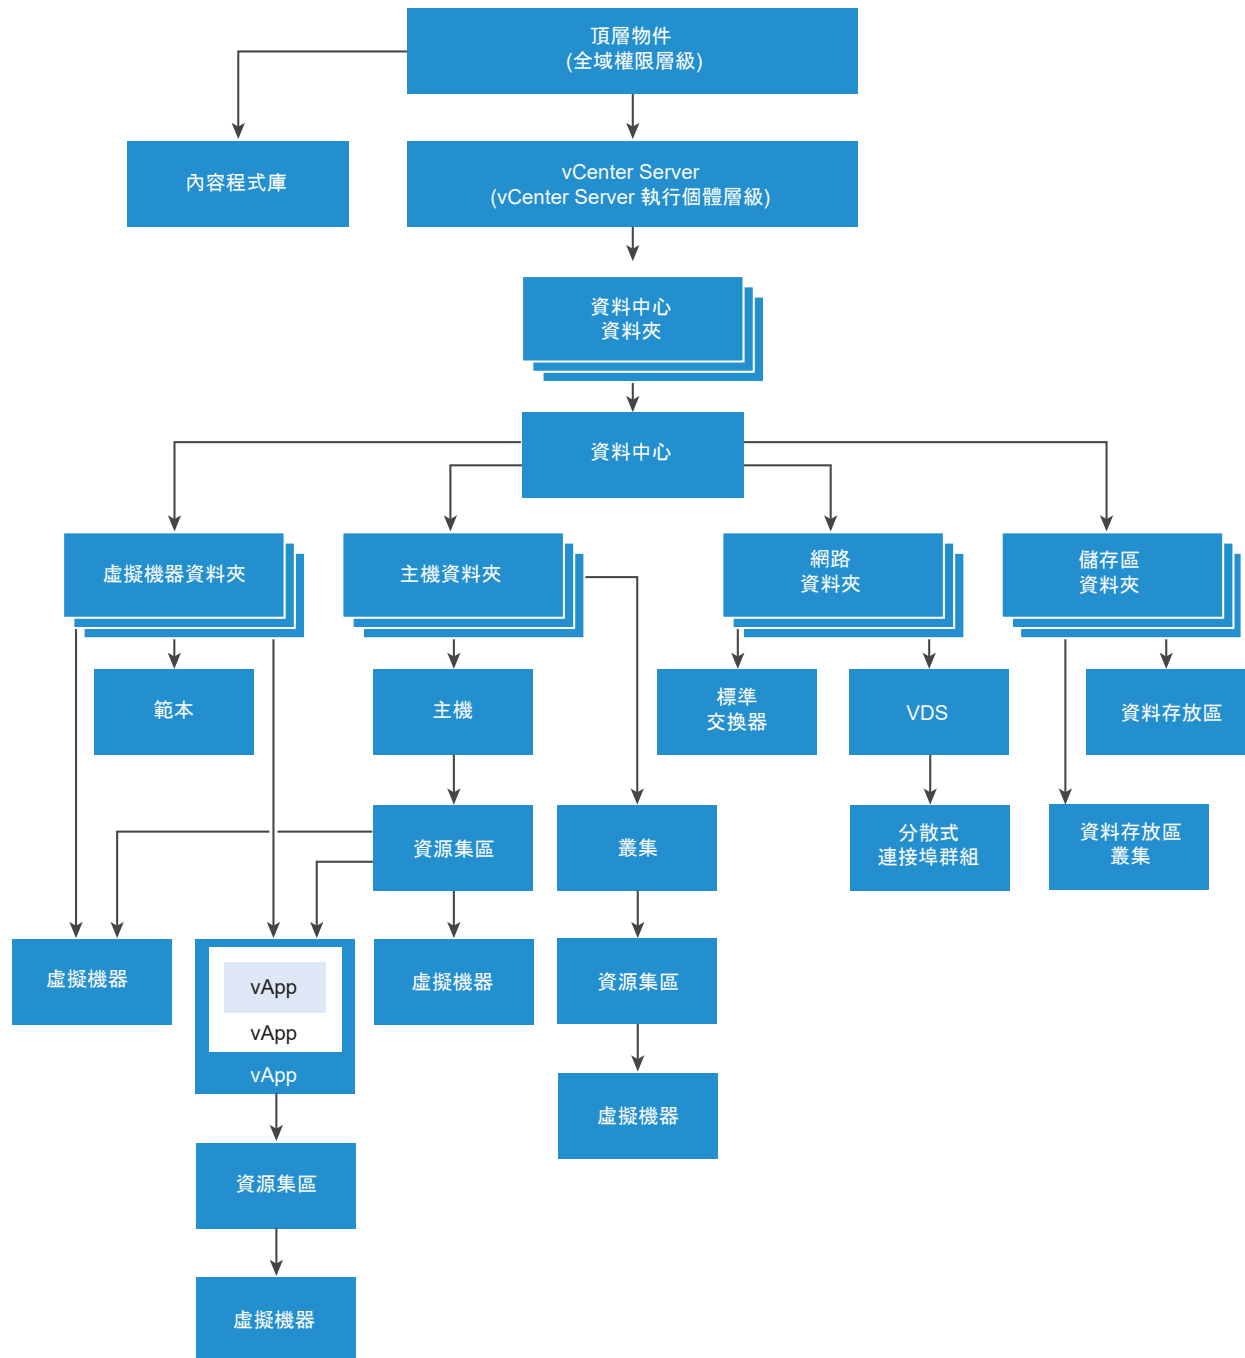 頂層物件
(全域權限層級)
內容程式庫
vCenter Server
(vCenter Server 執行個體層級)
資料中心
資料夾
資料中心
虛擬機器資料夾
主機資料夾
網路
資料夾
儲存區
資料夾
範本
主機
標準
交換器
VDS
資料存放區
資源集區
叢集
分散式
連接埠群組
資料存放區
叢集
虛擬機器
vApp
vApp
vApp
虛擬機器
資源集區
虛擬機器
資源集區
虛擬機器